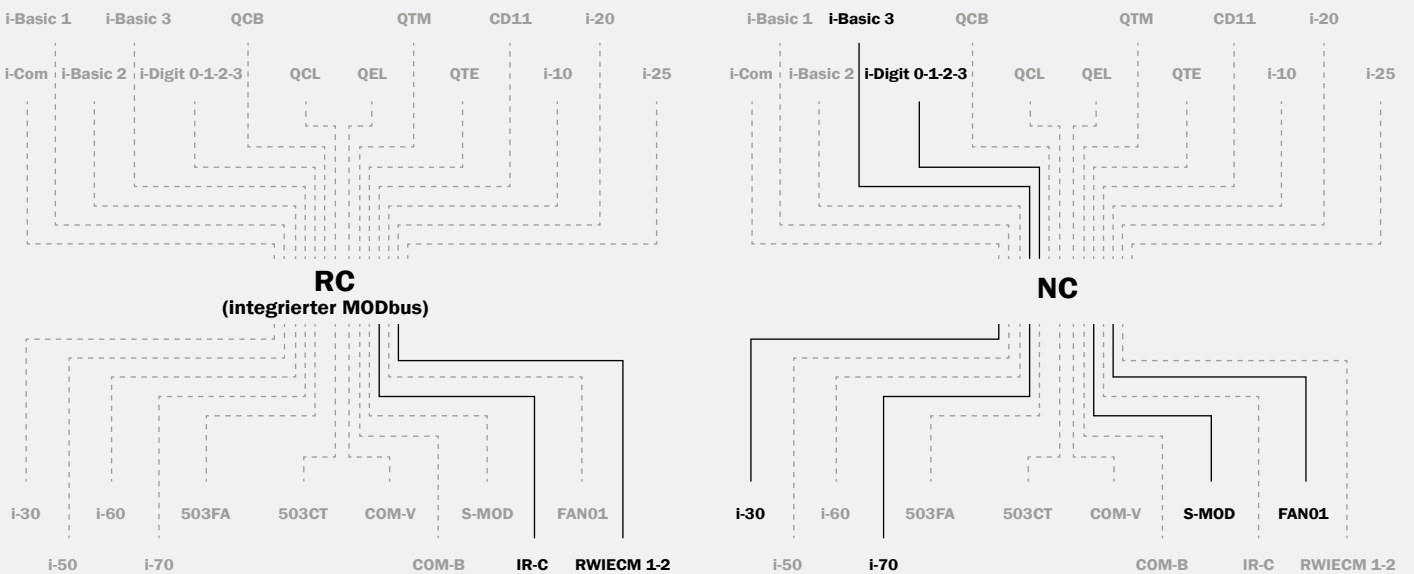 i-Basic 1 i-Basic 3 QCB QTM CD11 i-20
i-Com i-Basic 2 i-Digit 0-1-2-3 QCL QEL QTE i-10 i-25
RC
(integrierter MODbus)
i-30 i-60 503FA 503CT COM-V S-MOD FAN01
i-50 i-70 COM-B IR-C RWIECM 1-2
i-Basic 1 i-Basic 3 QCB QTM CD11 i-20
i-Com i-Basic 2 i-Digit 0-1-2-3 QCL QEL QTE i-10 i-25
NC
i-30 i-60 503FA 503CT COM-V S-MOD FAN01
i-50 i-70 COM-B IR-C RWIECM 1-2